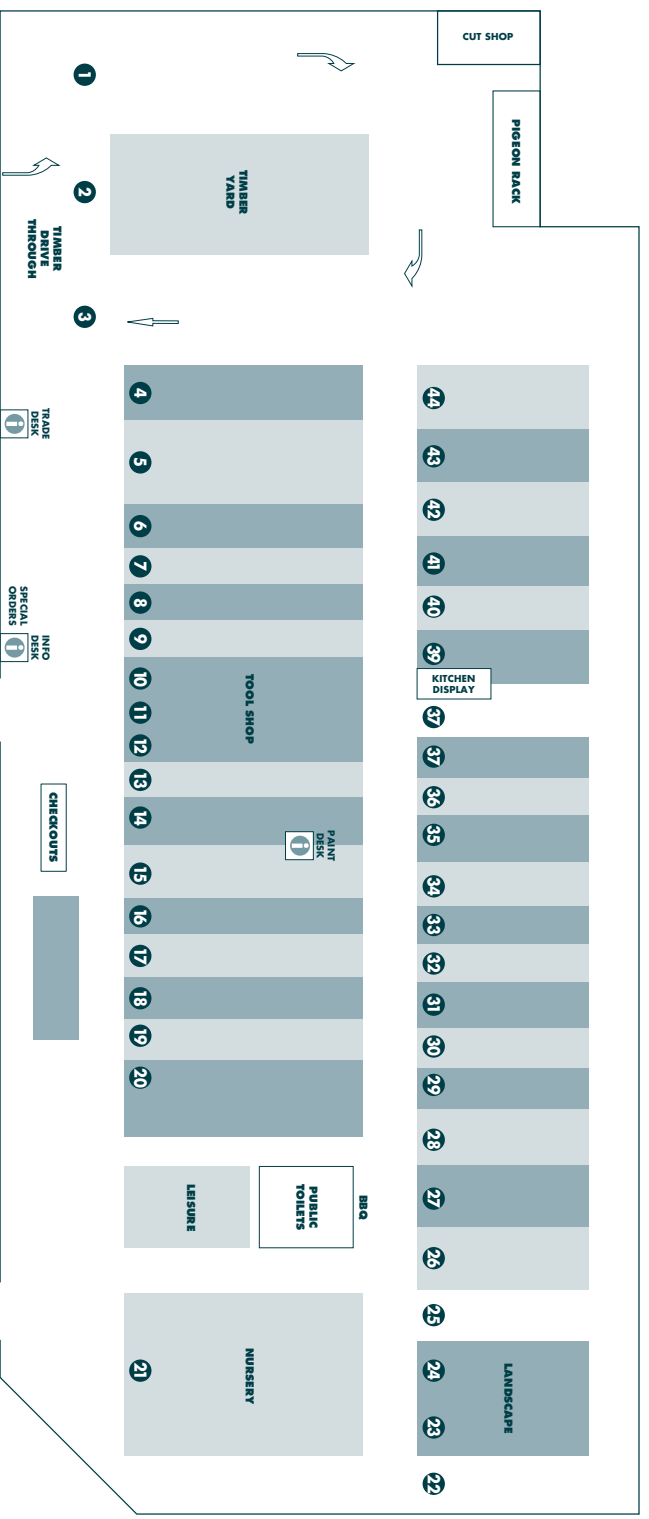 CUT SHOP
PIGEON RACK
1
TIMBER
YARD
2
TIMBER
DRIVE
THROUGH
3
4
44
TRADE
DESK
i
5
43
6
42
7
41
8
40
SPECIAL
ORDERS
INFO
DESK
i
9
39
10
TOOL SHOP
KITCHEN
DISPLAY
11
37
12
13
37
36
CHECKOUTS
14
PAINT
DESK
i
35
15
34
16
33
17
32
18
31
19
30
20
29
28
LEISURE
PUBLIC
TOILETS
BBQ
27
26
25
21
NURSERY
24
LANDSCAPE
23
22